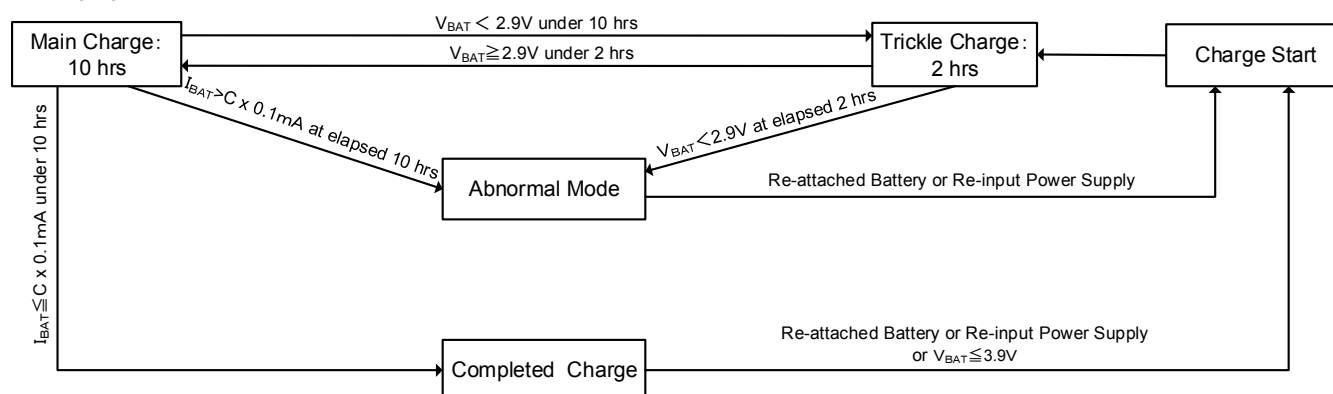 V_BAT < 2.9V under 10 hrs
Main Charge:
10 hrs
V_BAT≧2.9V under 2 hrs
Trickle Charge:
2 hrs
Charge Start
I_BAT>C x 0.1mA at elapsed 10 hrs
V_BAT<2.9V at elapsed 2 hrs
Abnormal Mode
Re-attached Battery or Re-input Power Supply
I_BAT≦C x 0.1mA under 10 hrs
Completed Charge
Re-attached Battery or Re-input Power Supply
or V_BAT≦3.9V